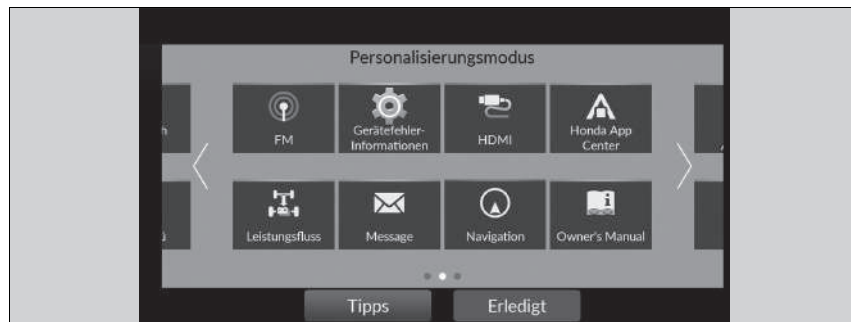 Personalisierungsmodus
FM
Gerätefehler-
Informationen
HDMI
Honda App
Center
Leistungsfluss
Message
Navigation
Owner's Manual
Tipps
Erledigt